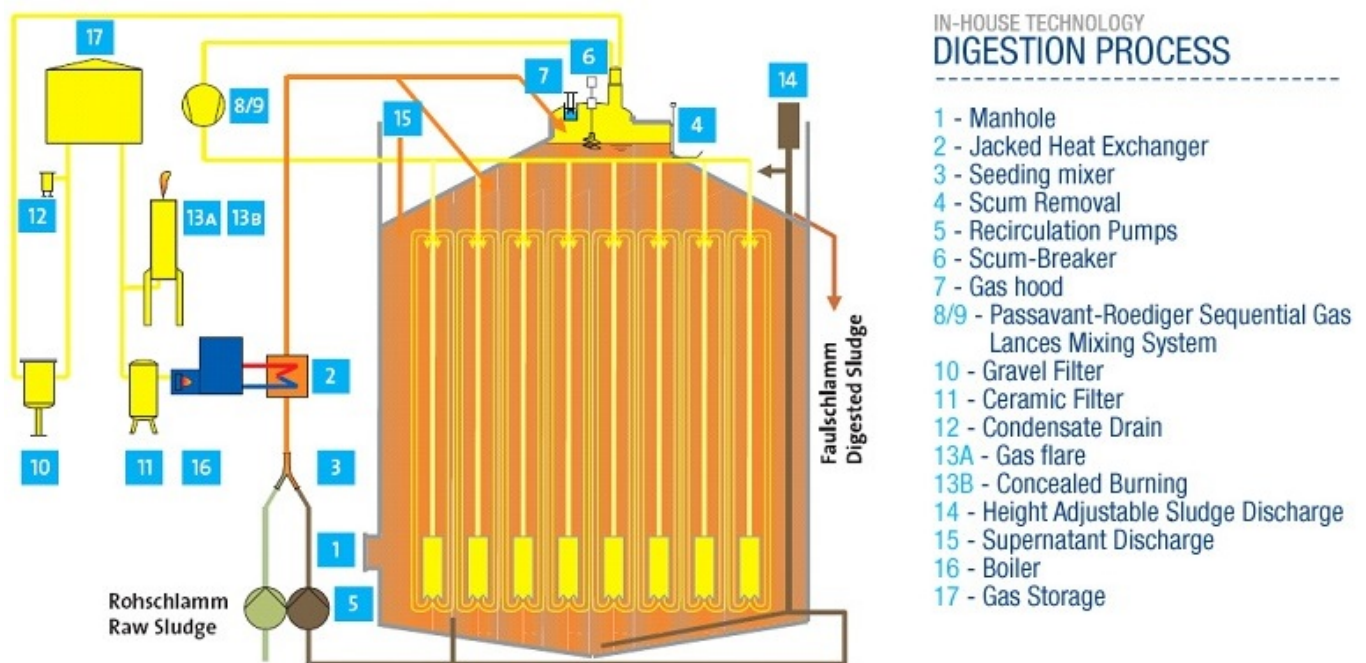 17
8/9
6
7
14
15
4
12
13A 13B
2
10
11
16
3
1
5
Rohschlamm
Raw Sludge
Faulschlamm
Digested Sludge
IN-HOUSE TECHNOLOGY
DIGESTION PROCESS
1 - Manhole
2 - Jacked Heat Exchanger
3 - Seeding mixer
4 - Scum Removal
5 - Recirculation Pumps
6 - Scum-Breaker
7 - Gas hood
8/9 - Passavant-Roediger Sequential Gas
Lances Mixing System
10 - Gravel Filter
11 - Ceramic Filter
12 - Condensate Drain
13A - Gas flare
13B - Concealed Burning
14 - Height Adjustable Sludge Discharge
15 - Supernatant Discharge
16 - Boiler
17 - Gas Storage